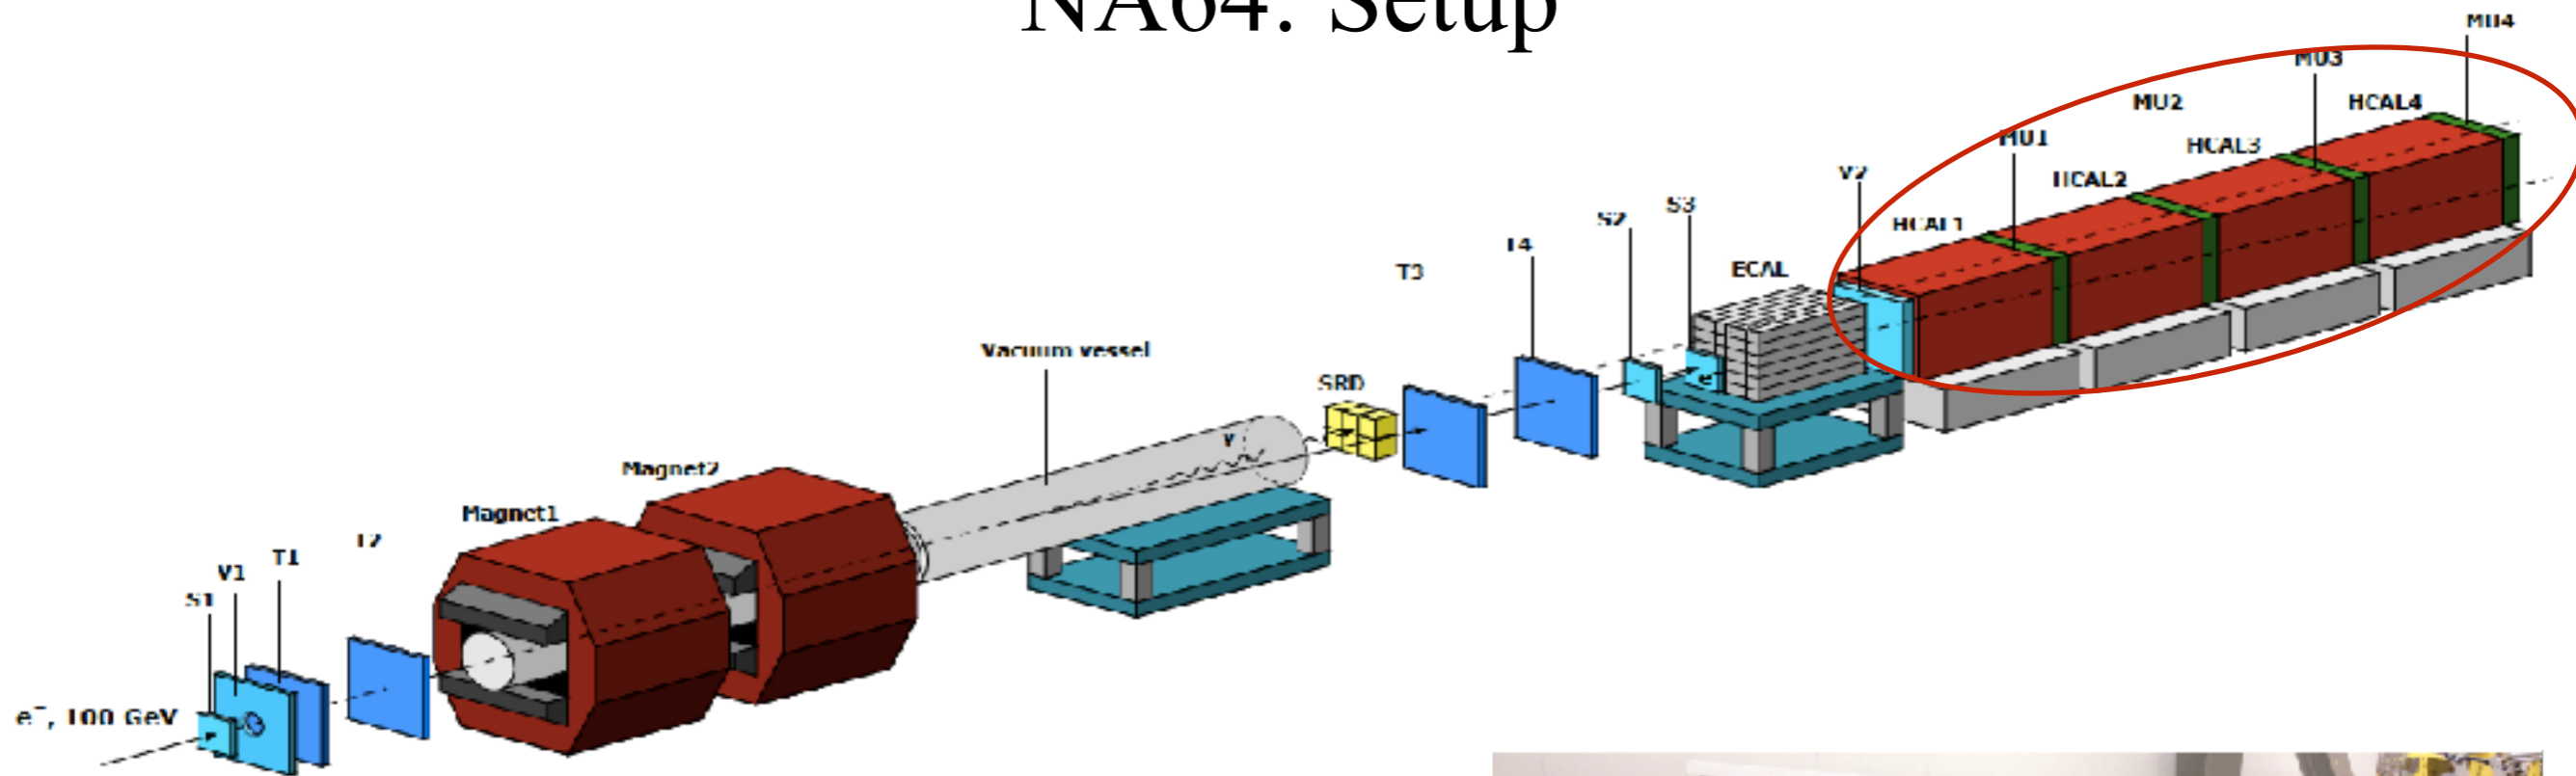 NA64: Setup
MU4
MU3
HCAL4
MU2
HCAL3
MU1
HCAL2
V2
HCAL1
S3
S2
ECAL
T4
T3
Vacuum vessel
SRD
e⁻
γ
Magnet2
Magnet1
T2
T1
V1
S1
e⁻, 100 GeV